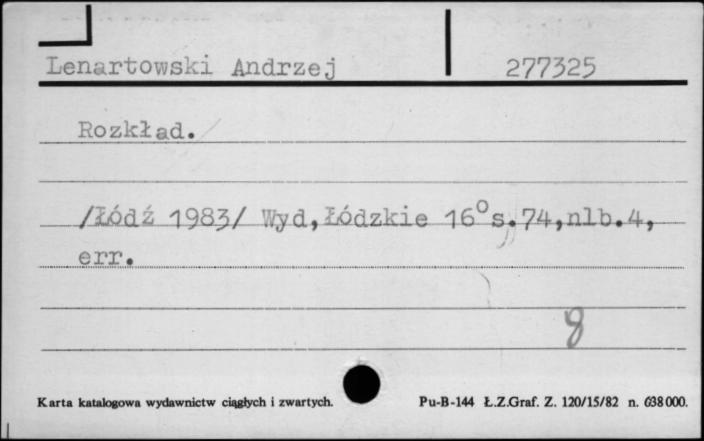 Lenartowski Andrzej 277325
Rozkład.
/Łódź 1983/ Wyd,Łódzkie 16° s.74,nlb.4,
err.
8
Karta katalogowa wydawnictw ciągłych i zwartych. Pu-B-144 Ł.Z.Graf. Z. 120/15/82 n. 638000.